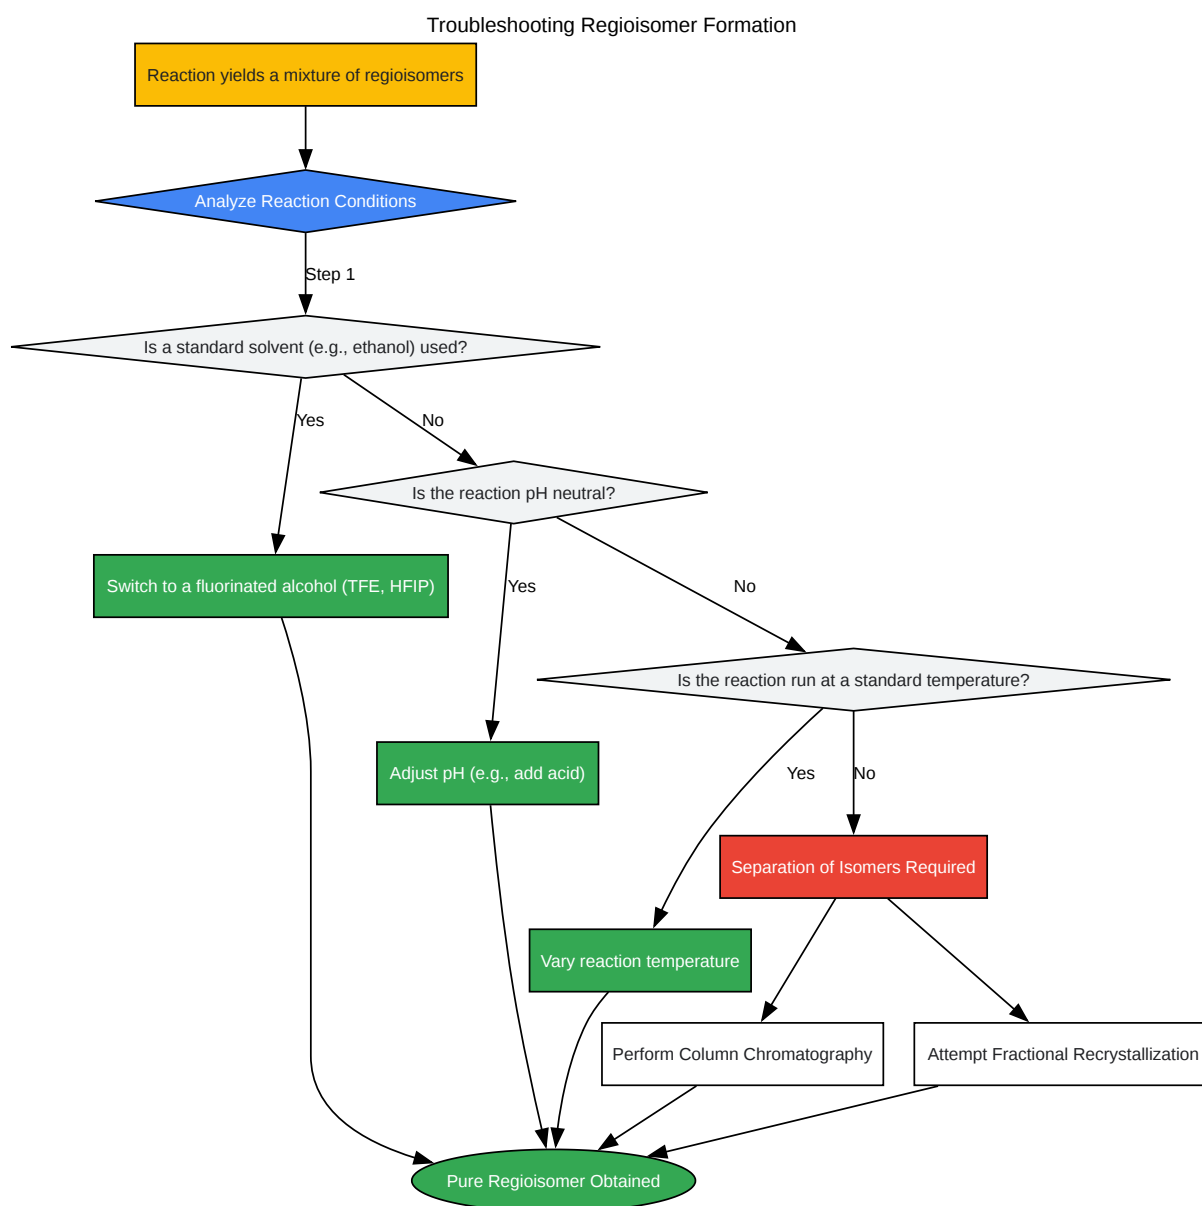 Troubleshooting Regioisomer Formation
Reaction yields a mixture of regioisomers
Analyze Reaction Conditions
Step 1
Is a standard solvent (e.g., ethanol) used?
Yes
No
Is the reaction pH neutral?
Switch to a fluorinated alcohol (TFE, HFIP)
Yes
No
Is the reaction run at a standard temperature?
Adjust pH (e.g., add acid)
Yes
No
Separation of Isomers Required
Vary reaction temperature
Perform Column Chromatography
Attempt Fractional Recrystallization
Pure Regioisomer Obtained